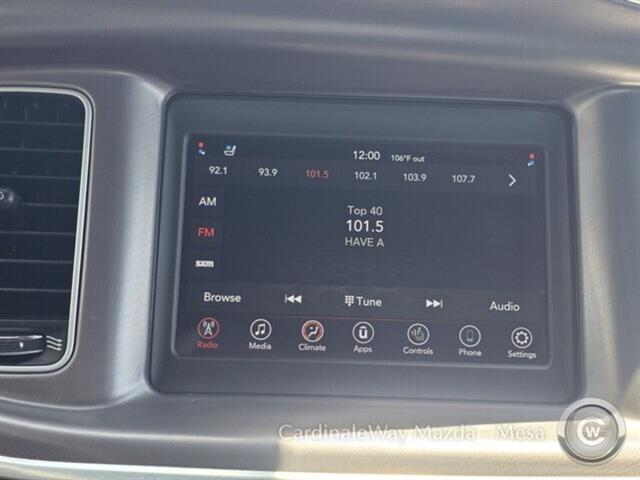 12:00 106°F out
92.1 93.9 101.5 102.1 103.9 107.7
AM
Top 40
101.5
FM
HAVE A
sxm
Browse Tune Audio
Radio Media Climate Apps Controls Phone Settings
CardinaleWay Mazda - Mesa
CW